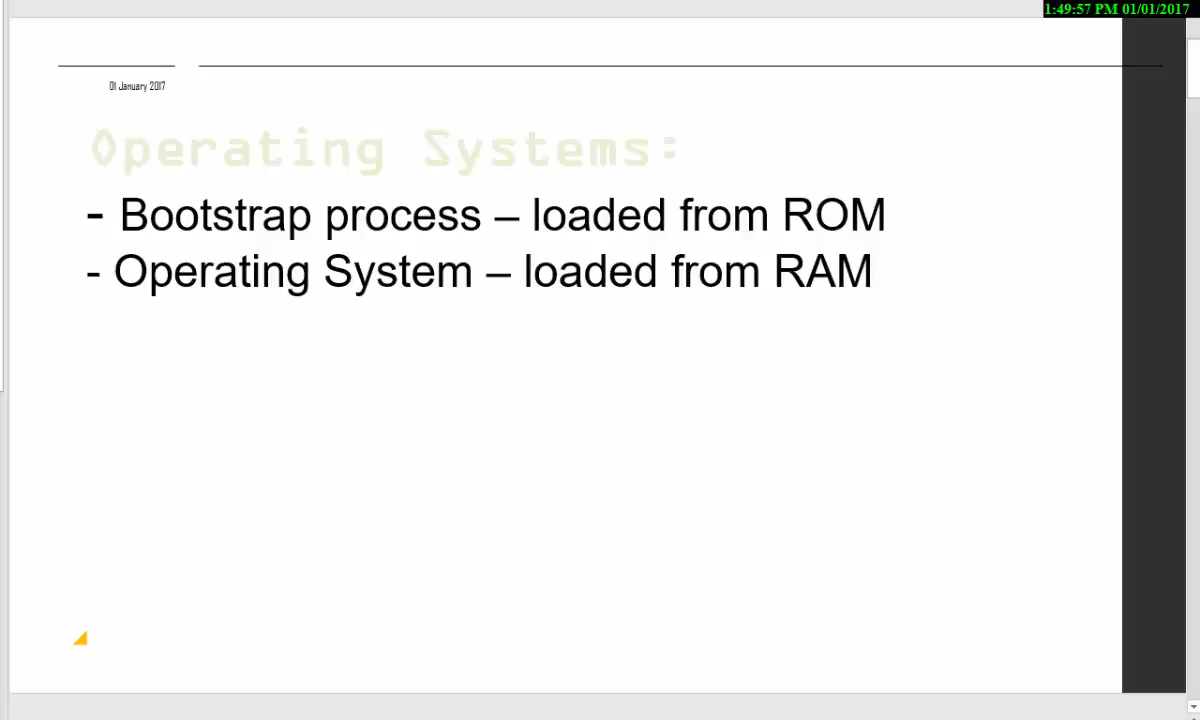 1:49:57 PM 01/01/2017
01 January 2017
Operating Systems:
- Bootstrap process – loaded from ROM
- Operating System – loaded from RAM